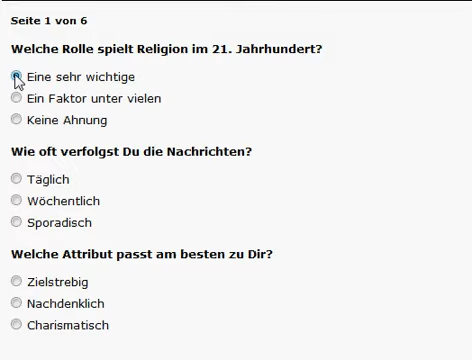 Seite 1 von 6
Welche Rolle spielt Religion im 21. Jahrhundert?
Eine sehr wichtige
Ein Faktor unter vielen
Keine Ahnung
Wie oft verfolgst Du die Nachrichten?
Täglich
Wöchentlich
Sporadisch
Welche Attribut passt am besten zu Dir?
Zielstrebig
Nachdenklich
Charismatisch